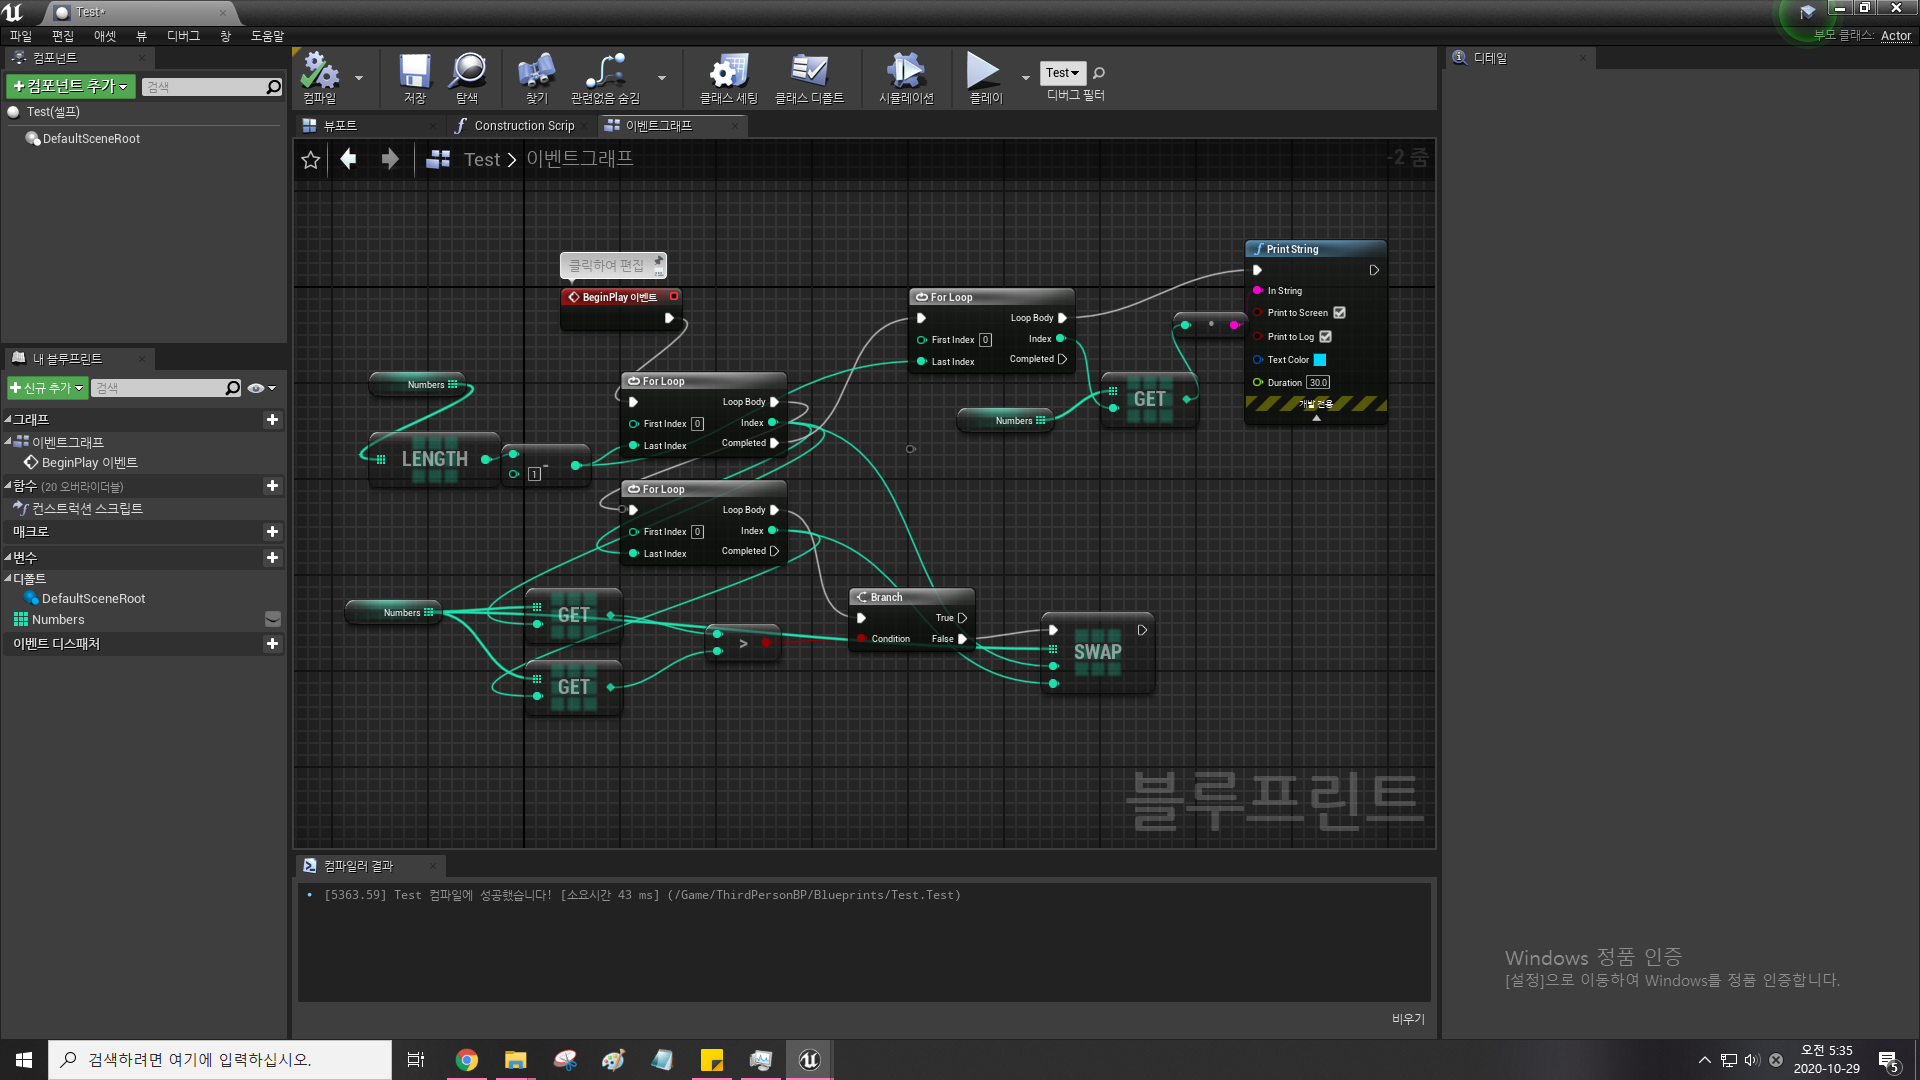 Test*
파일 편집 애셋 뷰 디버그 창 도움말
부모 클래스: Actor
컴포넌트
+컴포넌트 추가
검색
Test(셀프)
DefaultSceneRoot
컴파일
저장
탐색
찾기
관련없음 숨김
클래스 세팅
클래스 디폴트
시뮬레이션
플레이
Test
디버그 필터
디테일
뷰포트
Construction Scrip
이벤트그래프
Test > 이벤트그래프
-2 줌
내 블루프린트
+신규 추가
검색
그래프
이벤트그래프
BeginPlay 이벤트
함수 (20 오버라이더블)
컨스트럭션 스크립트
매크로
변수
디폴트
DefaultSceneRoot
Numbers
이벤트 디스패처
클릭하여 편집
BeginPlay 이벤트
Numbers
LENGTH
1
-
For Loop
Loop Body
First Index 0
Index
Last Index
Completed
For Loop
Loop Body
First Index 0
Index
Last Index
Completed
For Loop
Loop Body
First Index 0
Index
Last Index
Completed
Numbers
GET
Print String
In String
Print to Screen
Print to Log
Text Color
Duration 30.0
개발 전용
Numbers
GET
GET
>
Branch
True
Condition
False
SWAP
블루프린트
컴파일러 결과
[5363.59] Test 컴파일에 성공했습니다! [소요시간 43 ms] (/Game/ThirdPersonBP/Blueprints/Test.Test)
비우기
Windows 정품 인증
[설정]으로 이동하여 Windows를 정품 인증합니다.
검색하려면 여기에 입력하십시오.
오전 5:35
2020-10-29
5